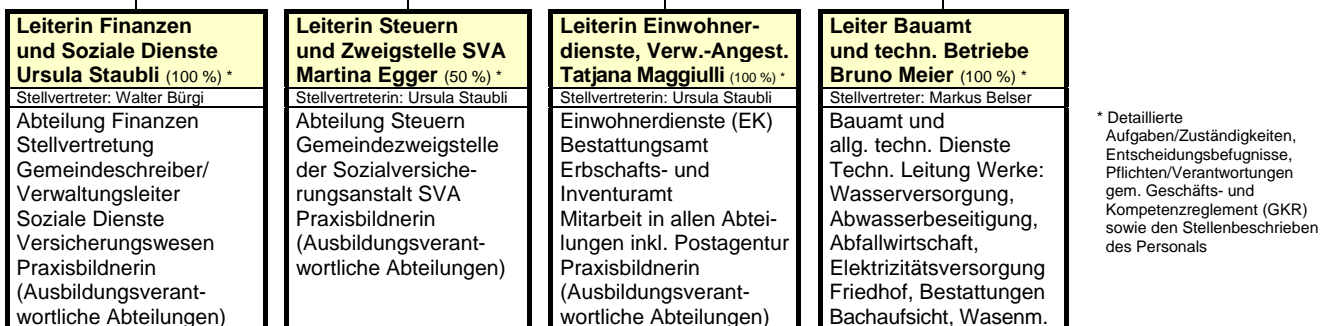 Leiterin Finanzen
und Soziale Dienste
Ursula Staubli (100 %) *
Stellvertreter: Walter Bürgi
Abteilung Finanzen
Stellvertretung
Gemeindeschreiber/
Verwaltungsleiter
Soziale Dienste
Versicherungswesen
Praxisbildnerin
(Ausbildungsverant-
wortliche Abteilungen)
Leiterin Steuern
und Zweigstelle SVA
Martina Egger (50 %) *
Stellvertreterin: Ursula Staubli
Abteilung Steuern
Gemeindezweigstelle
der Sozialversiche-
rungsanstalt SVA
Praxisbildnerin
(Ausbildungsverant-
wortliche Abteilungen)
Leiterin Einwohner-
dienste, Verw.-Angest.
Tatjana Maggiulli (100 %) *
Stellvertreterin: Ursula Staubli
Einwohnerdienste (EK)
Bestattungsamt
Erbschafts- und
Inventuramt
Mitarbeit in allen Abtei-
lungen inkl. Postagentur
Praxisbildnerin
(Ausbildungsverant-
wortliche Abteilungen)
Leiter Bauamt
und techn. Betriebe
Bruno Meier (100 %) *
Stellvertreter: Markus Belser
Bauamt und
allg. techn. Dienste
Techn. Leitung Werke:
Wasserversorgung,
Abwasserbeseitigung,
Abfallwirtschaft,
Elektrizitätsversorgung
Friedhof, Bestattungen
Bachaufsicht, Wasenm.
* Detaillierte
Aufgaben/Zuständigkeiten,
Entscheidungsbefugnisse,
Pflichten/Verantwortungen
gem. Geschäfts- und
Kompetenzreglement (GKR)
sowie den Stellenbeschrieben
des Personals